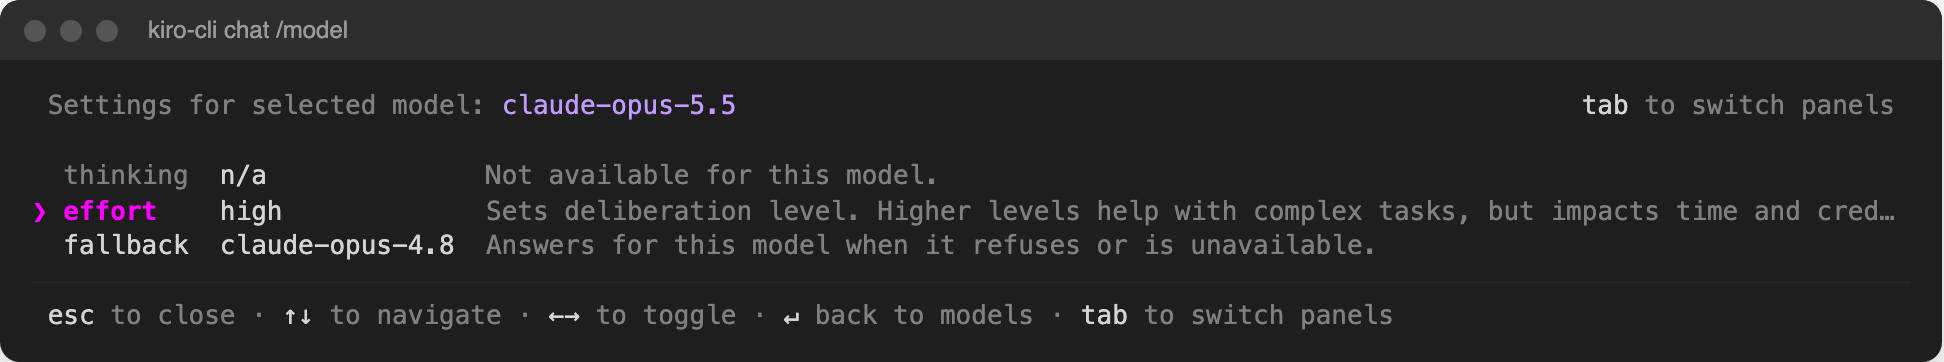 kiro-cli chat /model
Settings for selected model: claude-opus-5.5 tab to switch panels
thinking n/a Not available for this model.
❯ effort high Sets deliberation level. Higher levels help with complex tasks, but impacts time and cred…
fallback claude-opus-4.8 Answers for this model when it refuses or is unavailable.
esc to close · ↑↓ to navigate · ←→ to toggle · ↵ back to models · tab to switch panels